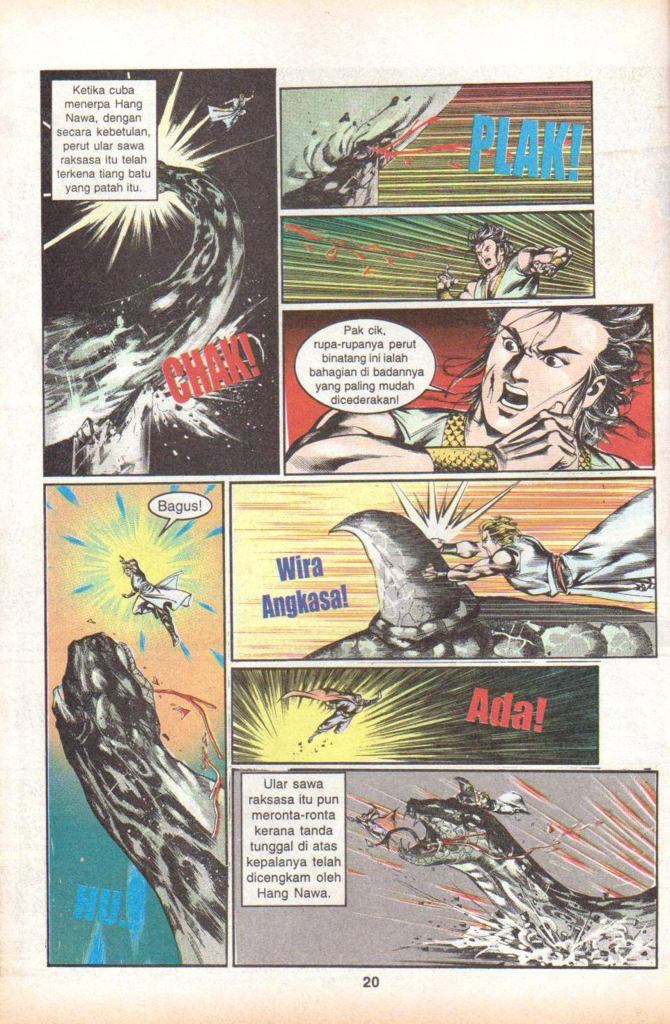 Ketika cuba
menerpa Hang
Nawa, dengan
secara kebetulan,
perut ular sawa
raksasa itu telah
terkena tiang batu
yang patah itu.
CHAK!
PLAK!
Pak cik,
rupa-rupanya perut
binatang ini ialah
bahagian di badannya
yang paling mudah
dicederakan!
Bagus!
HUJ
Wira
Angkasa!
Ada!
Ular sawa
raksasa itu pun
meronta-ronta
kerana tanda
tunggal di atas
kepalanya telah
dicengkam oleh
Hang Nawa.
20